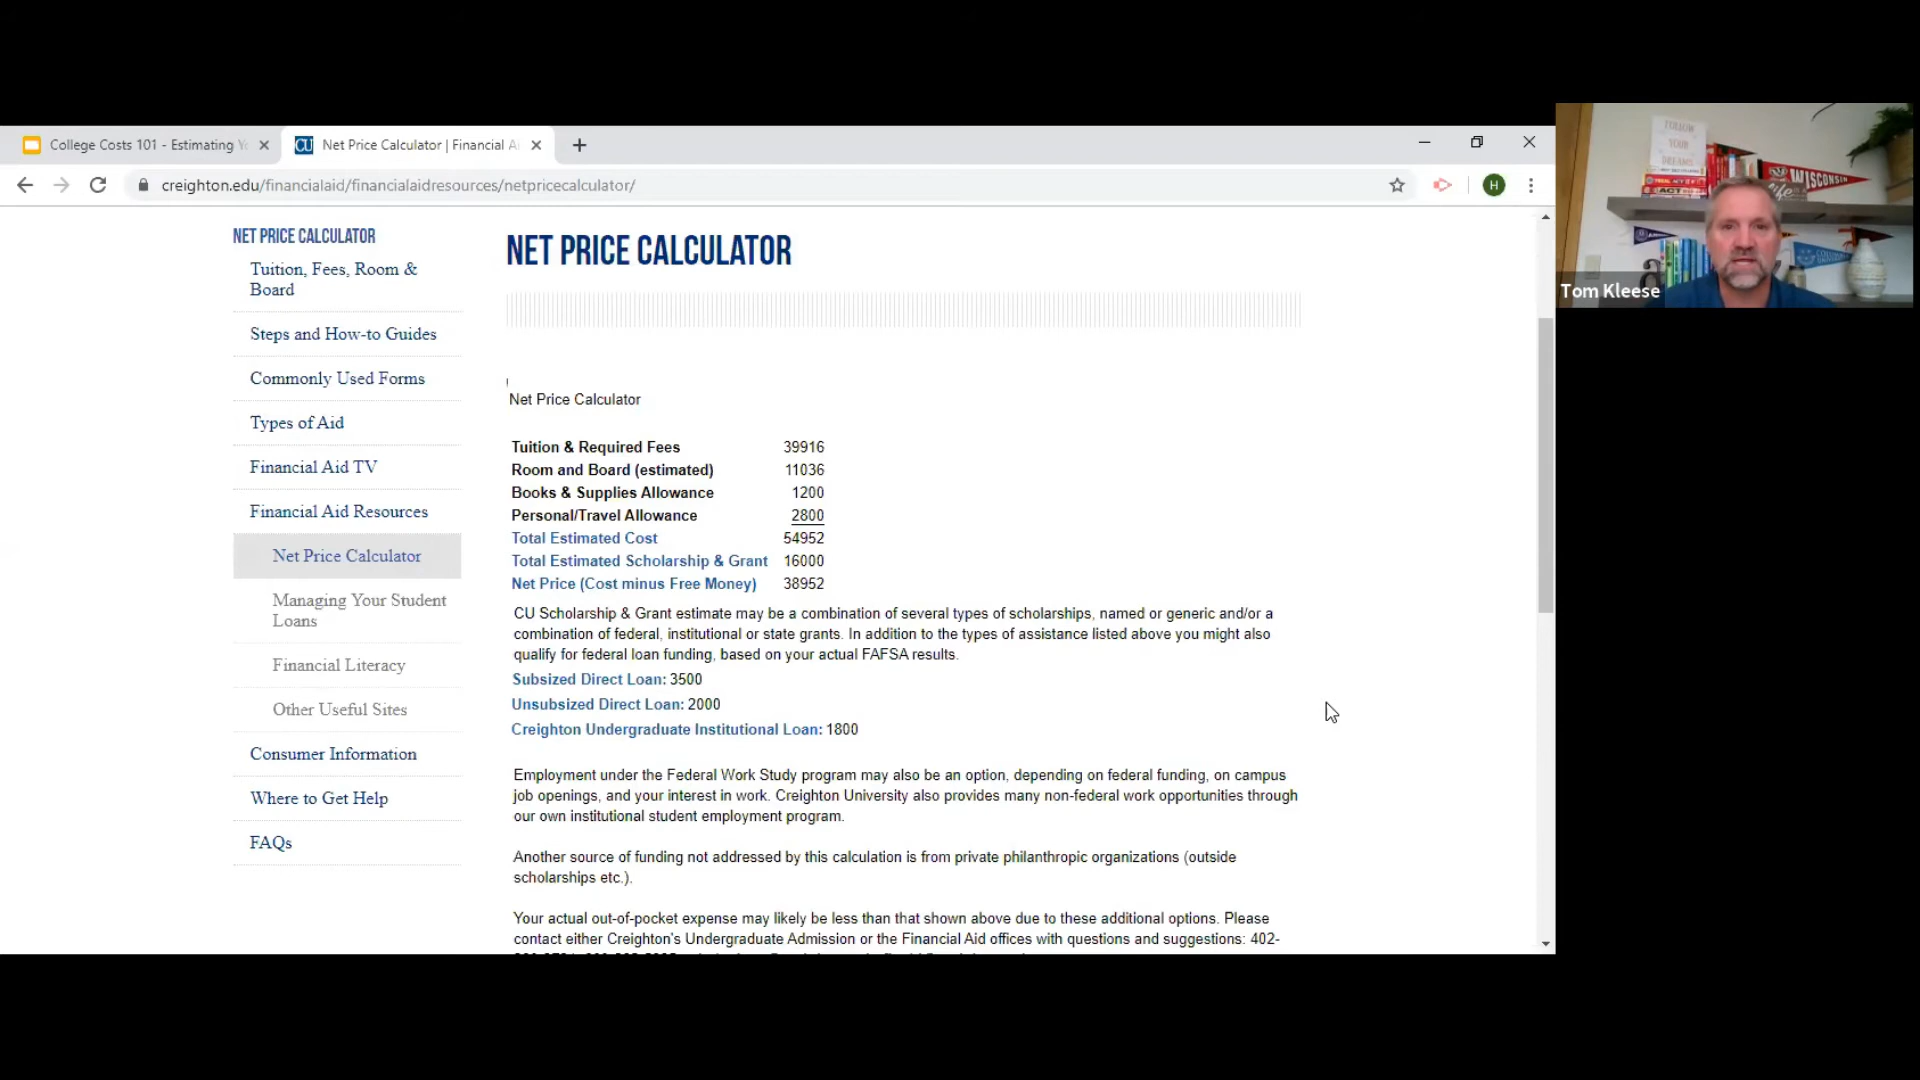 College Costs 101 - Estimating Y
Net Price Calculator | Financial A
creighton.edu/financialaid/financialaidresources/netpricecalculator/
H
NET PRICE CALCULATOR
Tuition, Fees, Room &
Board
Steps and How-to Guides
Commonly Used Forms
Types of Aid
Financial Aid TV
Financial Aid Resources
Net Price Calculator
Managing Your Student
Loans
Financial Literacy
Other Useful Sites
Consumer Information
Where to Get Help
FAQs
NET PRICE CALCULATOR
Net Price Calculator
Tuition & Required Fees 39916
Room and Board (estimated) 11036
Books & Supplies Allowance 1200
Personal/Travel Allowance 2800
Total Estimated Cost 54952
Total Estimated Scholarship & Grant 16000
Net Price (Cost minus Free Money) 38952
CU Scholarship & Grant estimate may be a combination of several types of scholarships, named or generic and/or a
combination of federal, institutional or state grants. In addition to the types of assistance listed above you might also
qualify for federal loan funding, based on your actual FAFSA results.
Subsized Direct Loan: 3500
Unsubsized Direct Loan: 2000
Creighton Undergraduate Institutional Loan: 1800
Employment under the Federal Work Study program may also be an option, depending on federal funding, on campus
job openings, and your interest in work. Creighton University also provides many non-federal work opportunities through
our own institutional student employment program.
Another source of funding not addressed by this calculation is from private philanthropic organizations (outside
scholarships etc.).
Your actual out-of-pocket expense may likely be less than that shown above due to these additional options. Please
contact either Creighton's Undergraduate Admission or the Financial Aid offices with questions and suggestions: 402-
FOLLOW
YOUR
DREAMS
ACT
WISCONSIN
life is
Tom Kleese